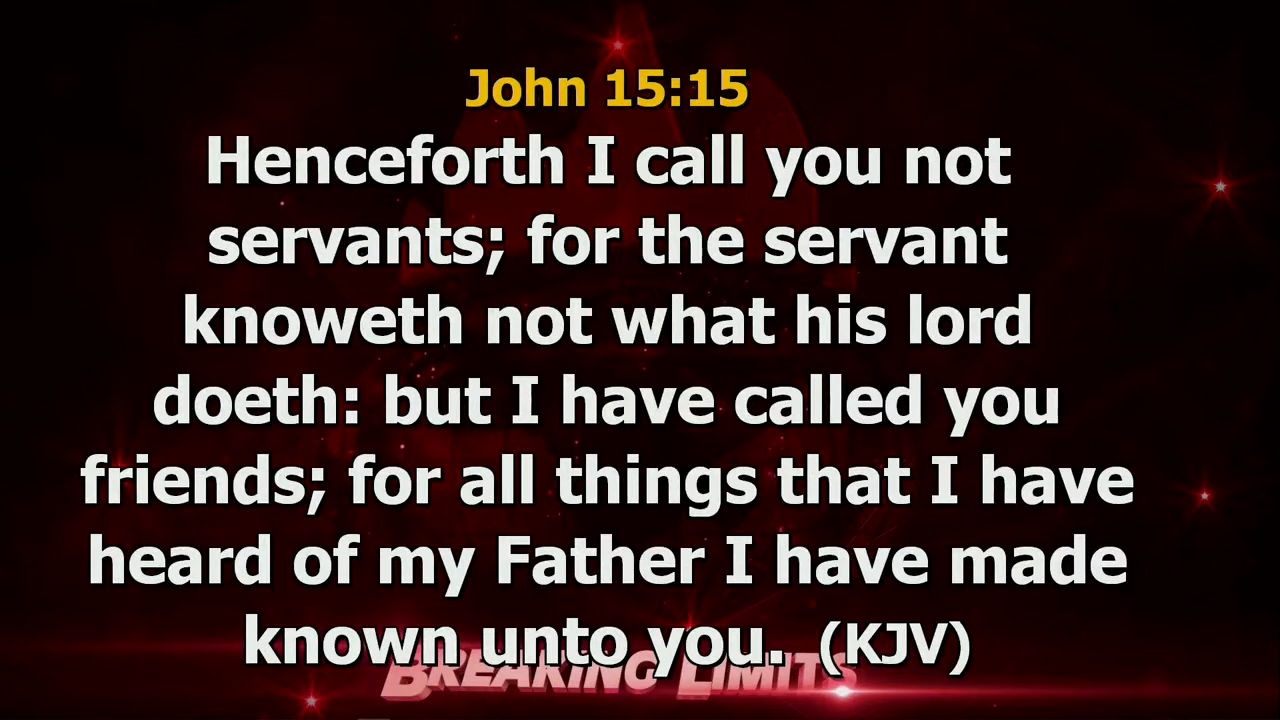 John 15:15
Henceforth I call you not
servants; for the servant
knoweth not what his lord
doeth: but I have called you
friends; for all things that I have
heard of my Father I have made
known unto you. (KJV)
BREAKING LIMITS